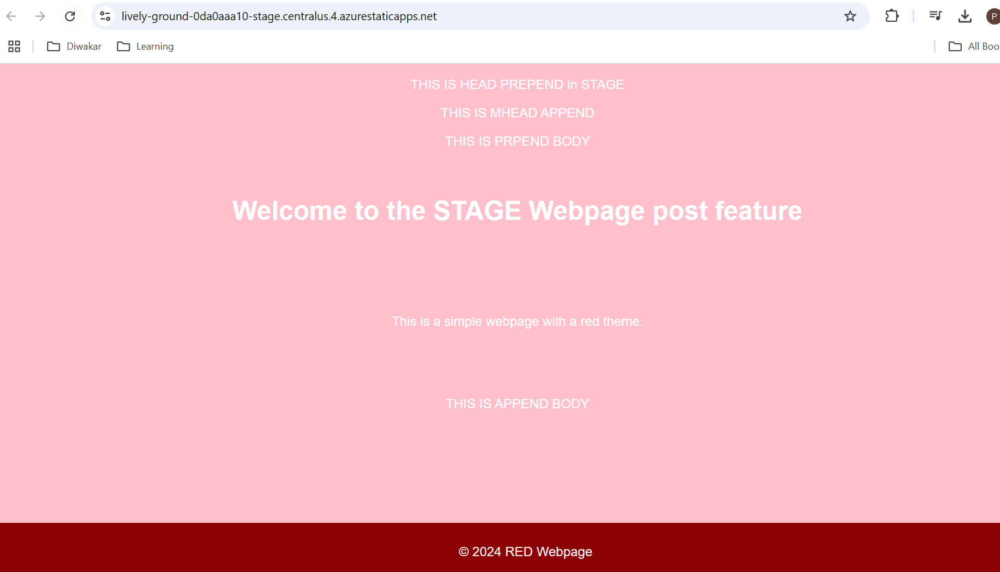 lively-ground-0da0aaa10-stage.centralus.4.azurestaticapps.net
P
Diwakar
Learning
All Boo
THIS IS HEAD PREPEND in STAGE
THIS IS MHEAD APPEND
THIS IS PRPEND BODY
Welcome to the STAGE Webpage post feature
This is a simple webpage with a red theme.
THIS IS APPEND BODY
© 2024 RED Webpage